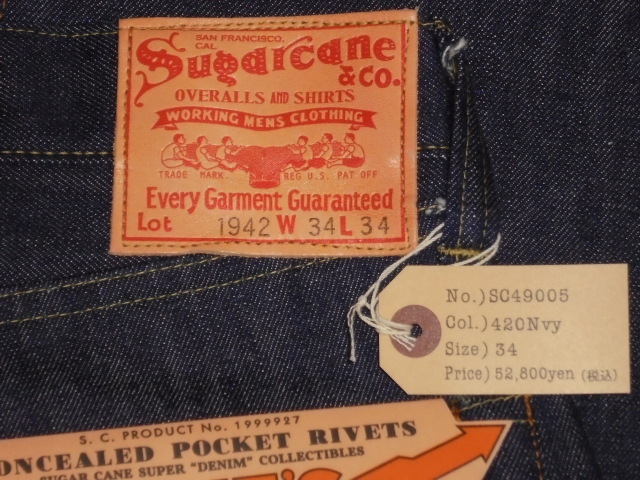 SAN FRANCISCO,
CAL.
Sugarcane
& CO.
OVERALLS AND SHIRTS
WORKING MENS CLOTHING
TRADE MARK. REG U.S. PAT OFF
Every Garment Guaranteed
Lot 1942 W 34 L 34
No.) SC49005
Col.) 420Nvy
Size) 34
Price) 52,800yen (税込)
S. C. PRODUCT No. 1999927
CONCEALED POCKET RIVETS
SUGAR CANE SUPER "DENIM" COLLECTIBLES